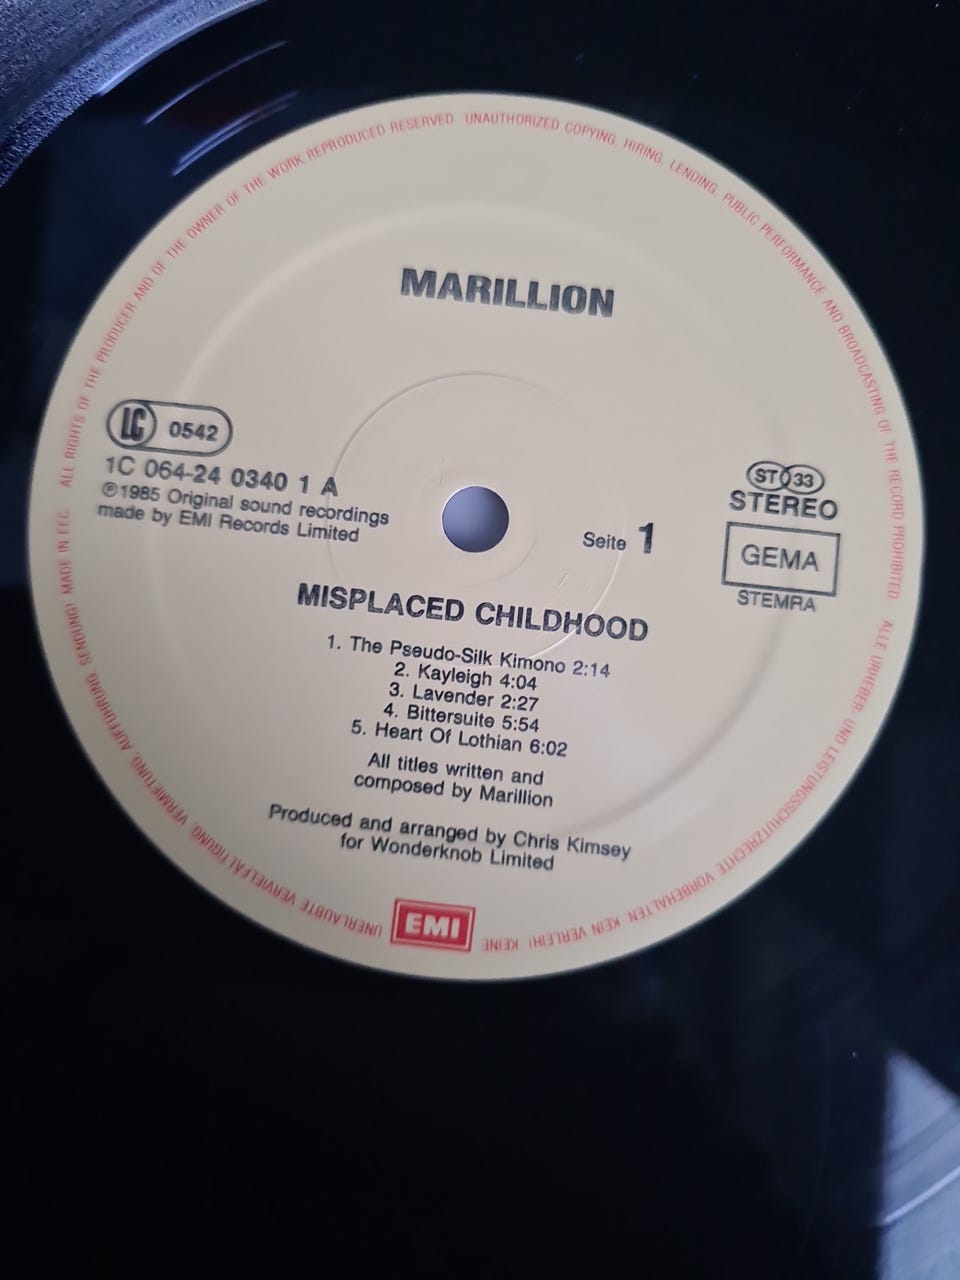 ALL RIGHTS OF THE PRODUCER AND OF THE OWNER OF THE WORK REPRODUCED RESERVED UNAUTHORIZED COPYING, HIRING, LENDING, PUBLIC PERFORMANCE AND BROADCASTING OF THE RECORD PROHIBITED
MARILLION
LC 0542
1C 064-24 0340 1 A
℗1985 Original sound recordings
made by EMI Records Limited
Seite 1
ST 33
STEREO
GEMA
STEMRA
MISPLACED CHILDHOOD
1. The Pseudo-Silk Kimono 2:14
2. Kayleigh 4:04
3. Lavender 2:27
4. Bittersuite 5:54
5. Heart Of Lothian 6:02
All titles written and
composed by Marillion
Produced and arranged by Chris Kimsey
for Wonderknob Limited
EMI
ALLE URHEBER- UND LEISTUNGSSCHUTZRECHTE VORBEHALTEN. KEIN VERLEIH! KEINE
UNERLAUBTE VERVIELFÄLTIGUNG, VERMIETUNG, AUFFÜHRUNG, SENDUNG! MADE IN EEC.